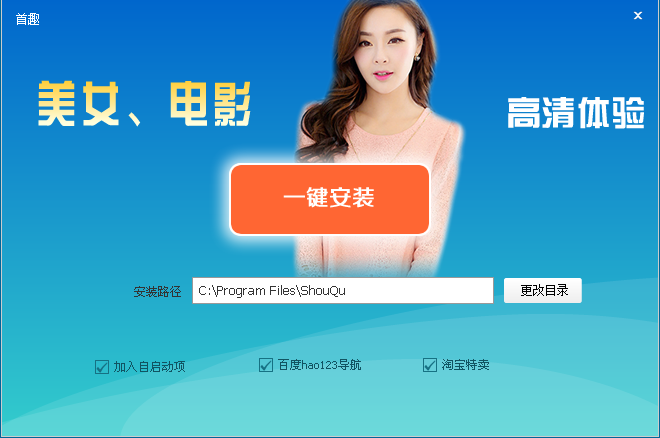 首趣
美女、电影
高清体验
一键安装
安装路径 C:\Program Files\ShouQu 更改目录
加入自启动项 百度hao123导航 淘宝特卖